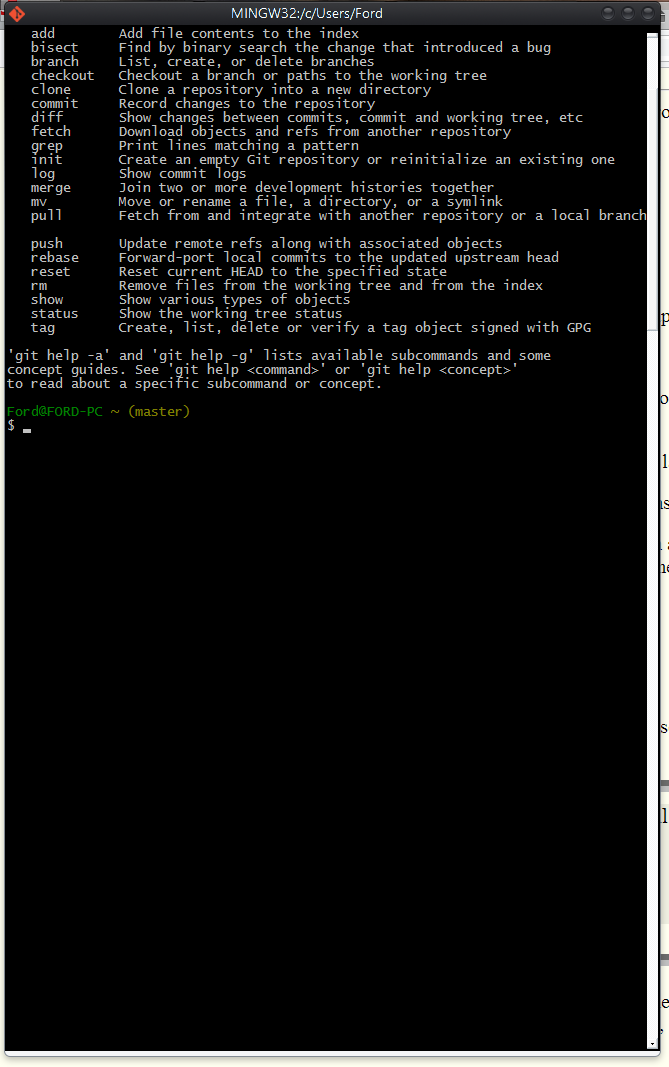 MINGW32:/c/Users/Ford
add Add file contents to the index
bisect Find by binary search the change that introduced a bug
branch List, create, or delete branches
checkout Checkout a branch or paths to the working tree
clone Clone a repository into a new directory
commit Record changes to the repository
diff Show changes between commits, commit and working tree, etc
fetch Download objects and refs from another repository
grep Print lines matching a pattern
init Create an empty Git repository or reinitialize an existing one
log Show commit logs
merge Join two or more development histories together
mv Move or rename a file, a directory, or a symlink
pull Fetch from and integrate with another repository or a local branch
push Update remote refs along with associated objects
rebase Forward-port local commits to the updated upstream head
reset Reset current HEAD to the specified state
rm Remove files from the working tree and from the index
show Show various types of objects
status Show the working tree status
tag Create, list, delete or verify a tag object signed with GPG
'git help -a' and 'git help -g' lists available subcommands and some
concept guides. See 'git help <command>' or 'git help <concept>'
to read about a specific subcommand or concept.
Ford@FORD-PC ~ (master)
$